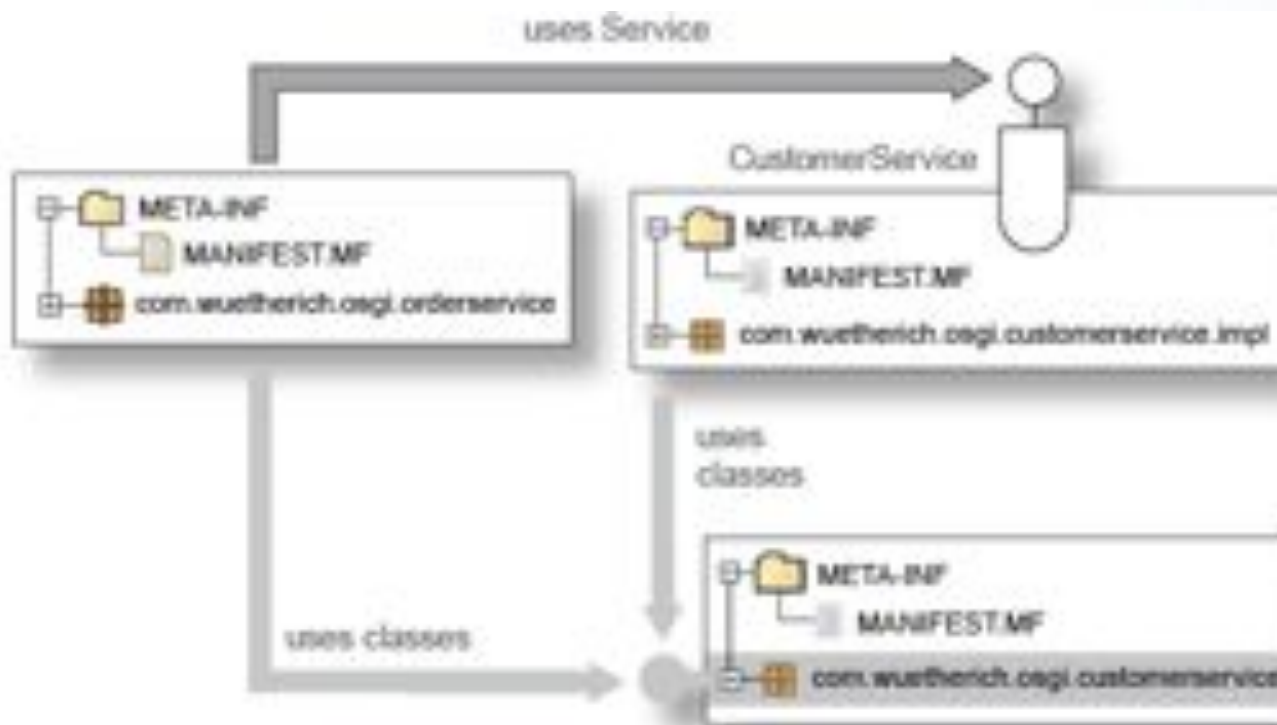 uses Service
CustomerService
META-INF
MANIFEST.MF
com.wuetherich.osgi.orderservice
META-INF
MANIFEST.MF
com.wuetherich.osgi.customerservice.impl
uses
classes
META-INF
MANIFEST.MF
uses classes
com.wuetherich.osgi.customerservice